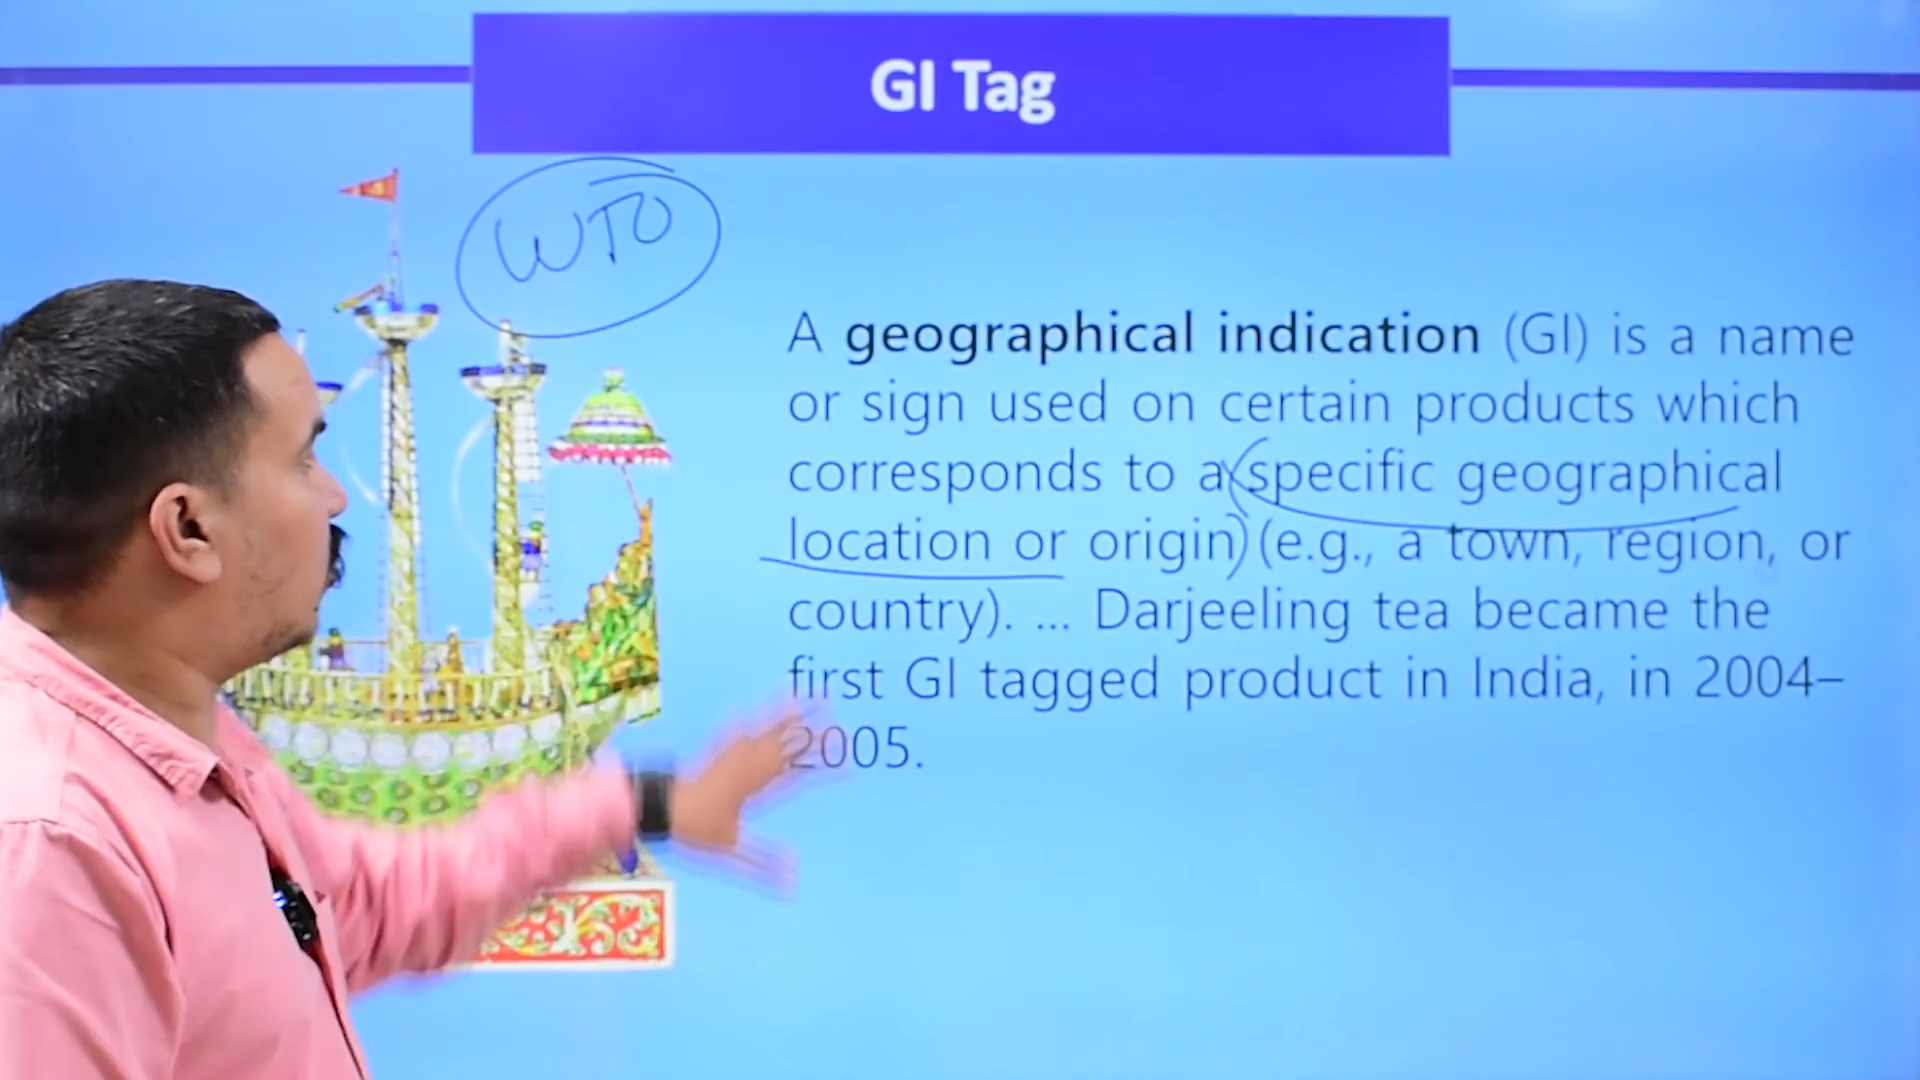 GI Tag
WTO
A geographical indication (GI) is a name
or sign used on certain products which
corresponds to a specific geographical
location or origin) (e.g., a town, region, or
country). ... Darjeeling tea became the
first GI tagged product in India, in 2004–
2005.